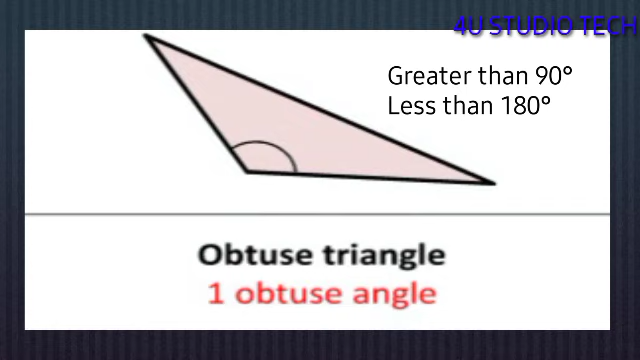 4U STUDIO TECH
Greater than 90°
Less than 180°
Obtuse triangle
1 obtuse angle